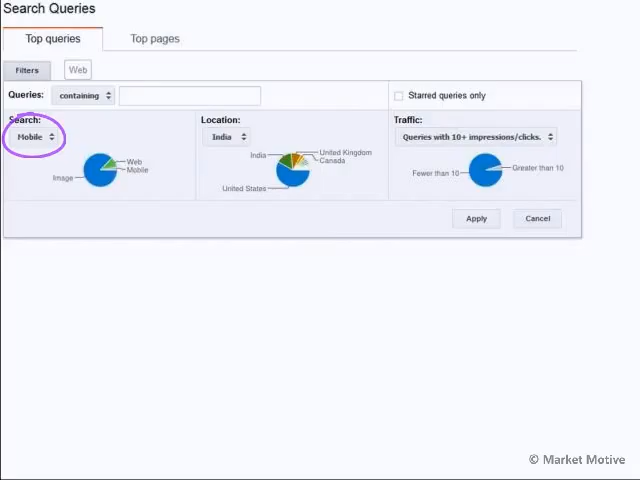 Search Queries
Top queries Top pages
Filters Web
Queries: containing Starred queries only
Search: Location: Traffic:
Mobile India Queries with 10+ impressions/clicks.
Web
Mobile
Image
India
United Kingdom
Canada
United States
Fewer than 10
Greater than 10
Apply Cancel
© Market Motive